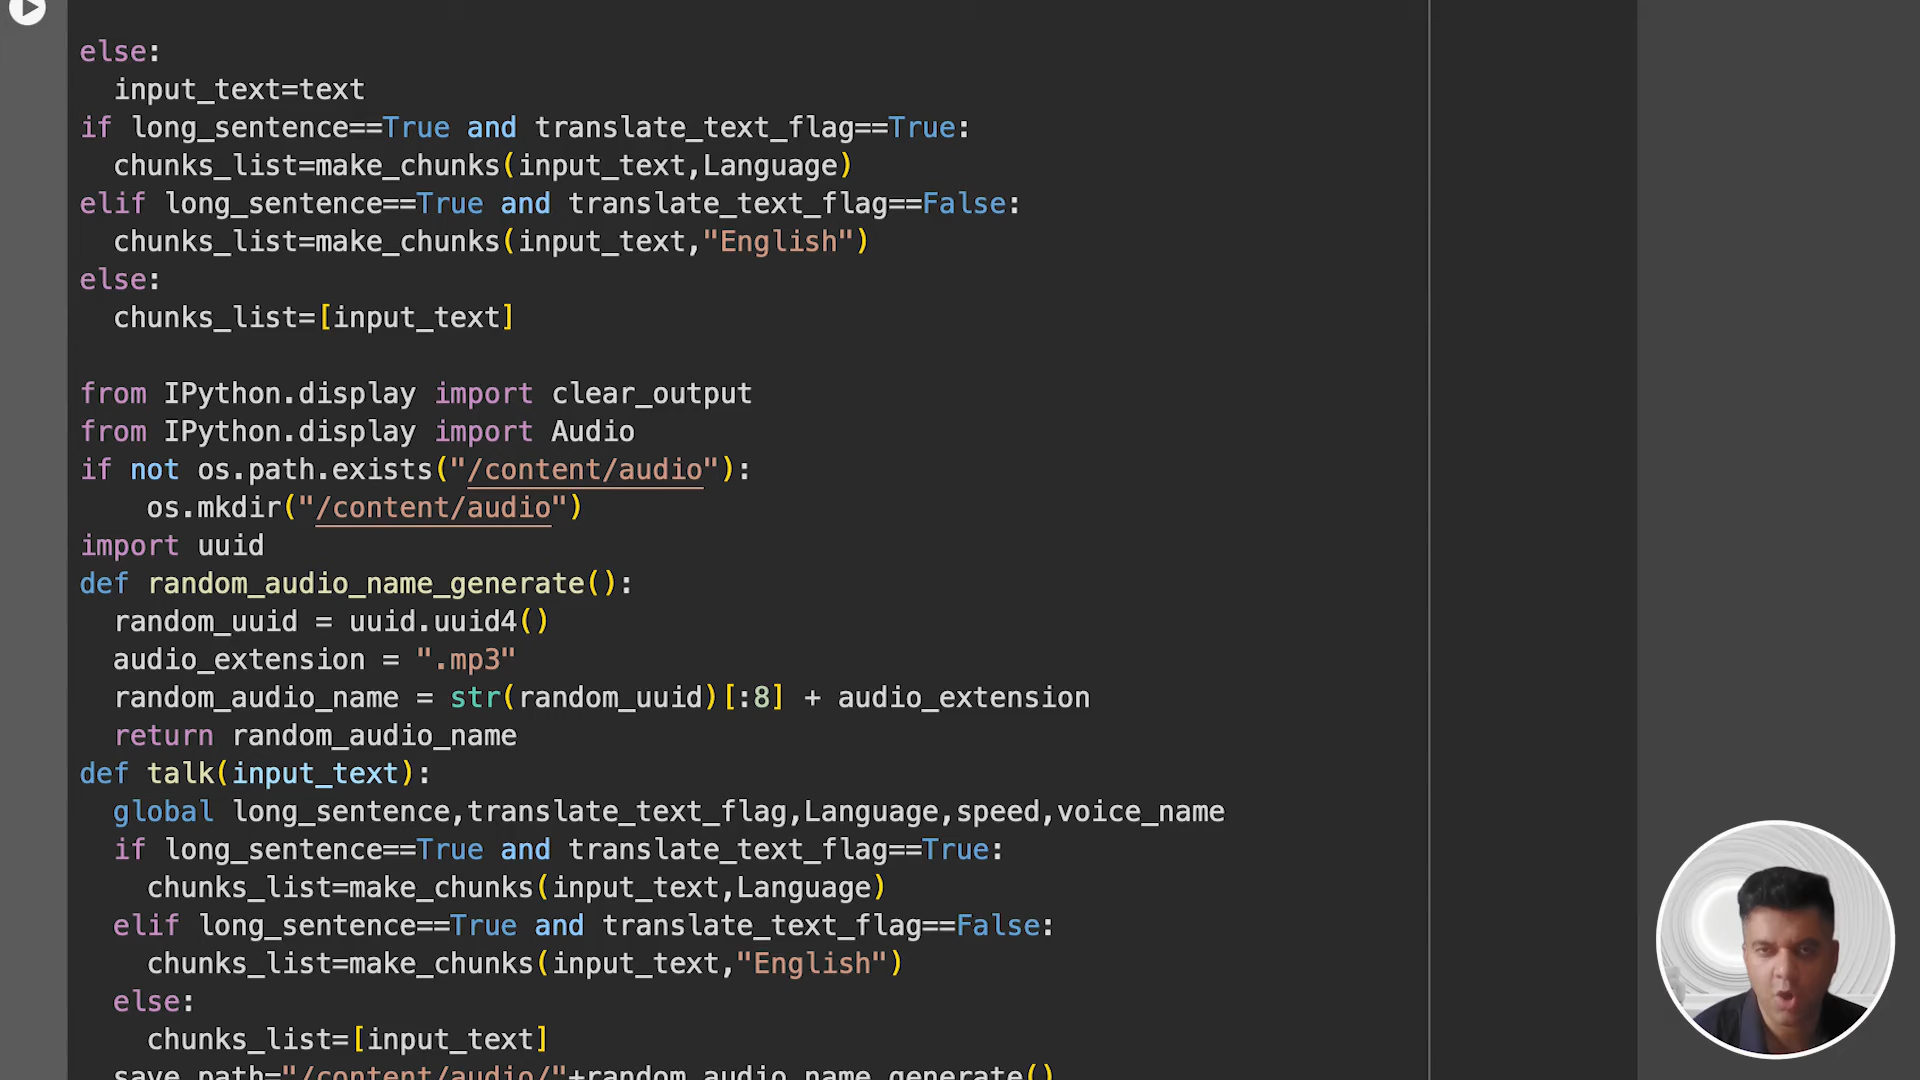 else:
  input_text=text
if long_sentence==True and translate_text_flag==True:
  chunks_list=make_chunks(input_text,Language)
elif long_sentence==True and translate_text_flag==False:
  chunks_list=make_chunks(input_text,"English")
else:
  chunks_list=[input_text]

from IPython.display import clear_output
from IPython.display import Audio
if not os.path.exists("/content/audio"):
    os.mkdir("/content/audio")
import uuid
def random_audio_name_generate():
  random_uuid = uuid.uuid4()
  audio_extension = ".mp3"
  random_audio_name = str(random_uuid)[:8] + audio_extension
  return random_audio_name
def talk(input_text):
  global long_sentence,translate_text_flag,Language,speed,voice_name
  if long_sentence==True and translate_text_flag==True:
    chunks_list=make_chunks(input_text,Language)
  elif long_sentence==True and translate_text_flag==False:
    chunks_list=make_chunks(input_text,"English")
  else:
    chunks_list=[input_text]
  save_path="/content/audio/"+random_audio_name_generate()